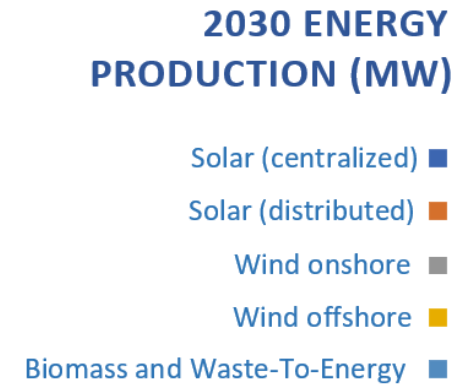 2030 ENERGY
PRODUCTION (MW)
Solar (centralized)
Solar (distributed)
Wind onshore
Wind offshore
Biomass and Waste-To-Energy